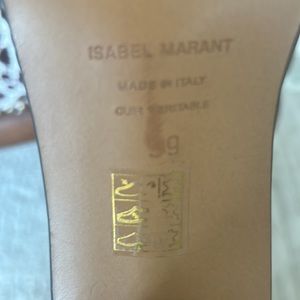 ISABEL MARANT
MADE IN ITALY
CUIR VERITABLE
39